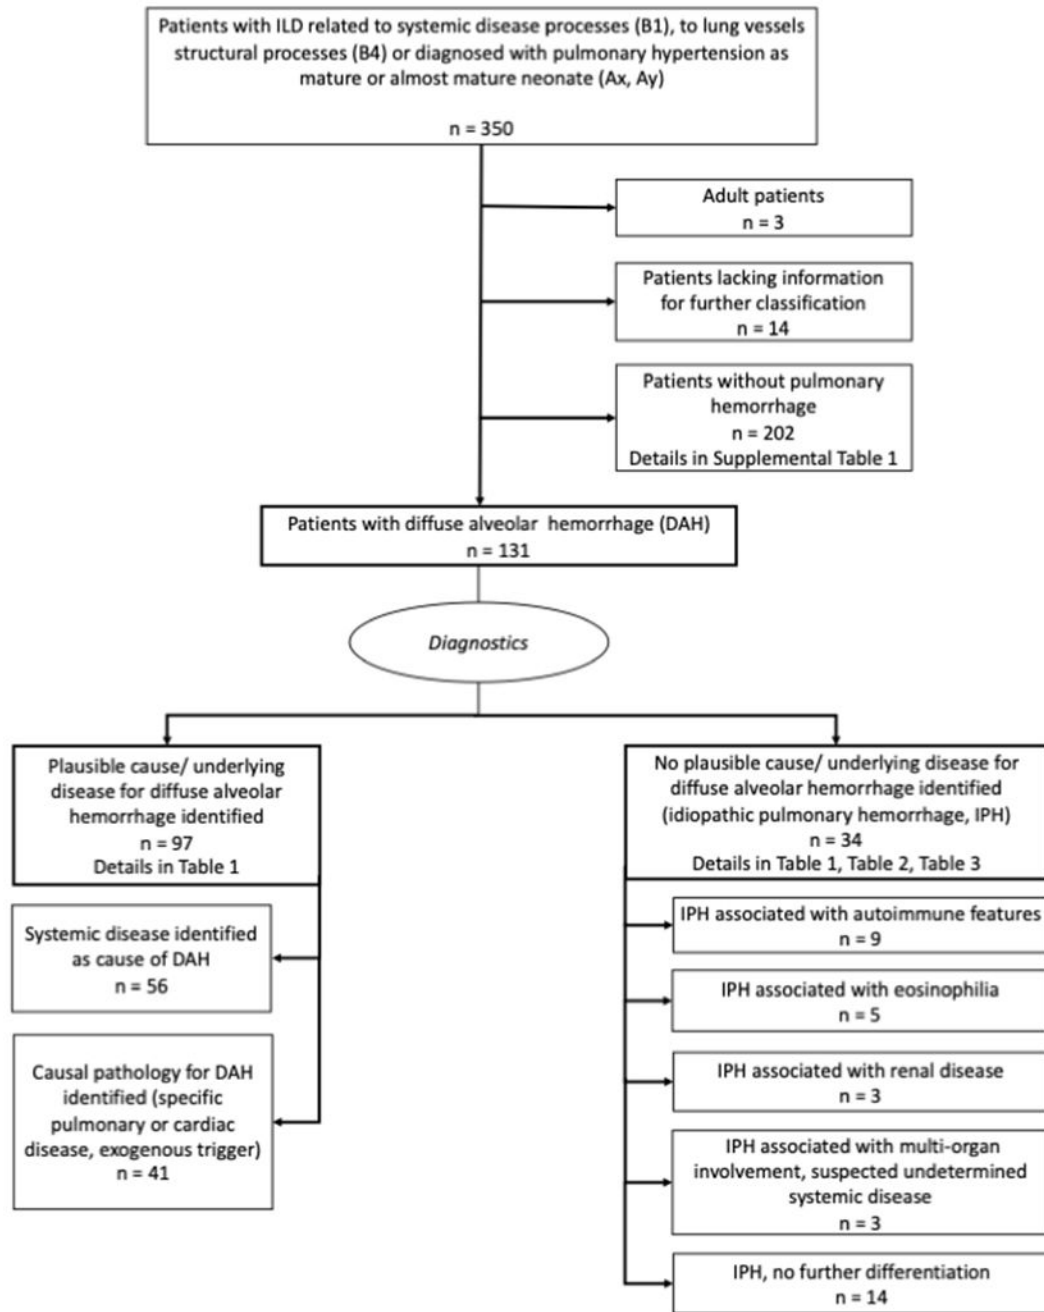 Patients with ILD related to systemic disease processes (B1), to lung vessels
structural processes (B4) or diagnosed with pulmonary hypertension as
mature or almost mature neonate (Ax, Ay)
n = 350
Adult patients
n = 3
Patients lacking information
for further classification
n = 14
Patients without pulmonary
hemorrhage
n = 202
Details in Supplemental Table 1
Patients with diffuse alveolar hemorrhage (DAH)
n = 131
Diagnostics
Plausible cause/ underlying
disease for diffuse alveolar
hemorrhage identified
n = 97
Details in Table 1
Systemic disease identified
as cause of DAH
n = 56
Causal pathology for DAH
identified (specific
pulmonary or cardiac
disease, exogenous trigger)
n = 41
No plausible cause/ underlying disease for
diffuse alveolar hemorrhage identified
(idiopathic pulmonary hemorrhage, IPH)
n = 34
Details in Table 1, Table 2, Table 3
IPH associated with autoimmune features
n = 9
IPH associated with eosinophilia
n = 5
IPH associated with renal disease
n = 3
IPH associated with multi-organ
involvement, suspected undetermined
systemic disease
n = 3
IPH, no further differentiation
n = 14